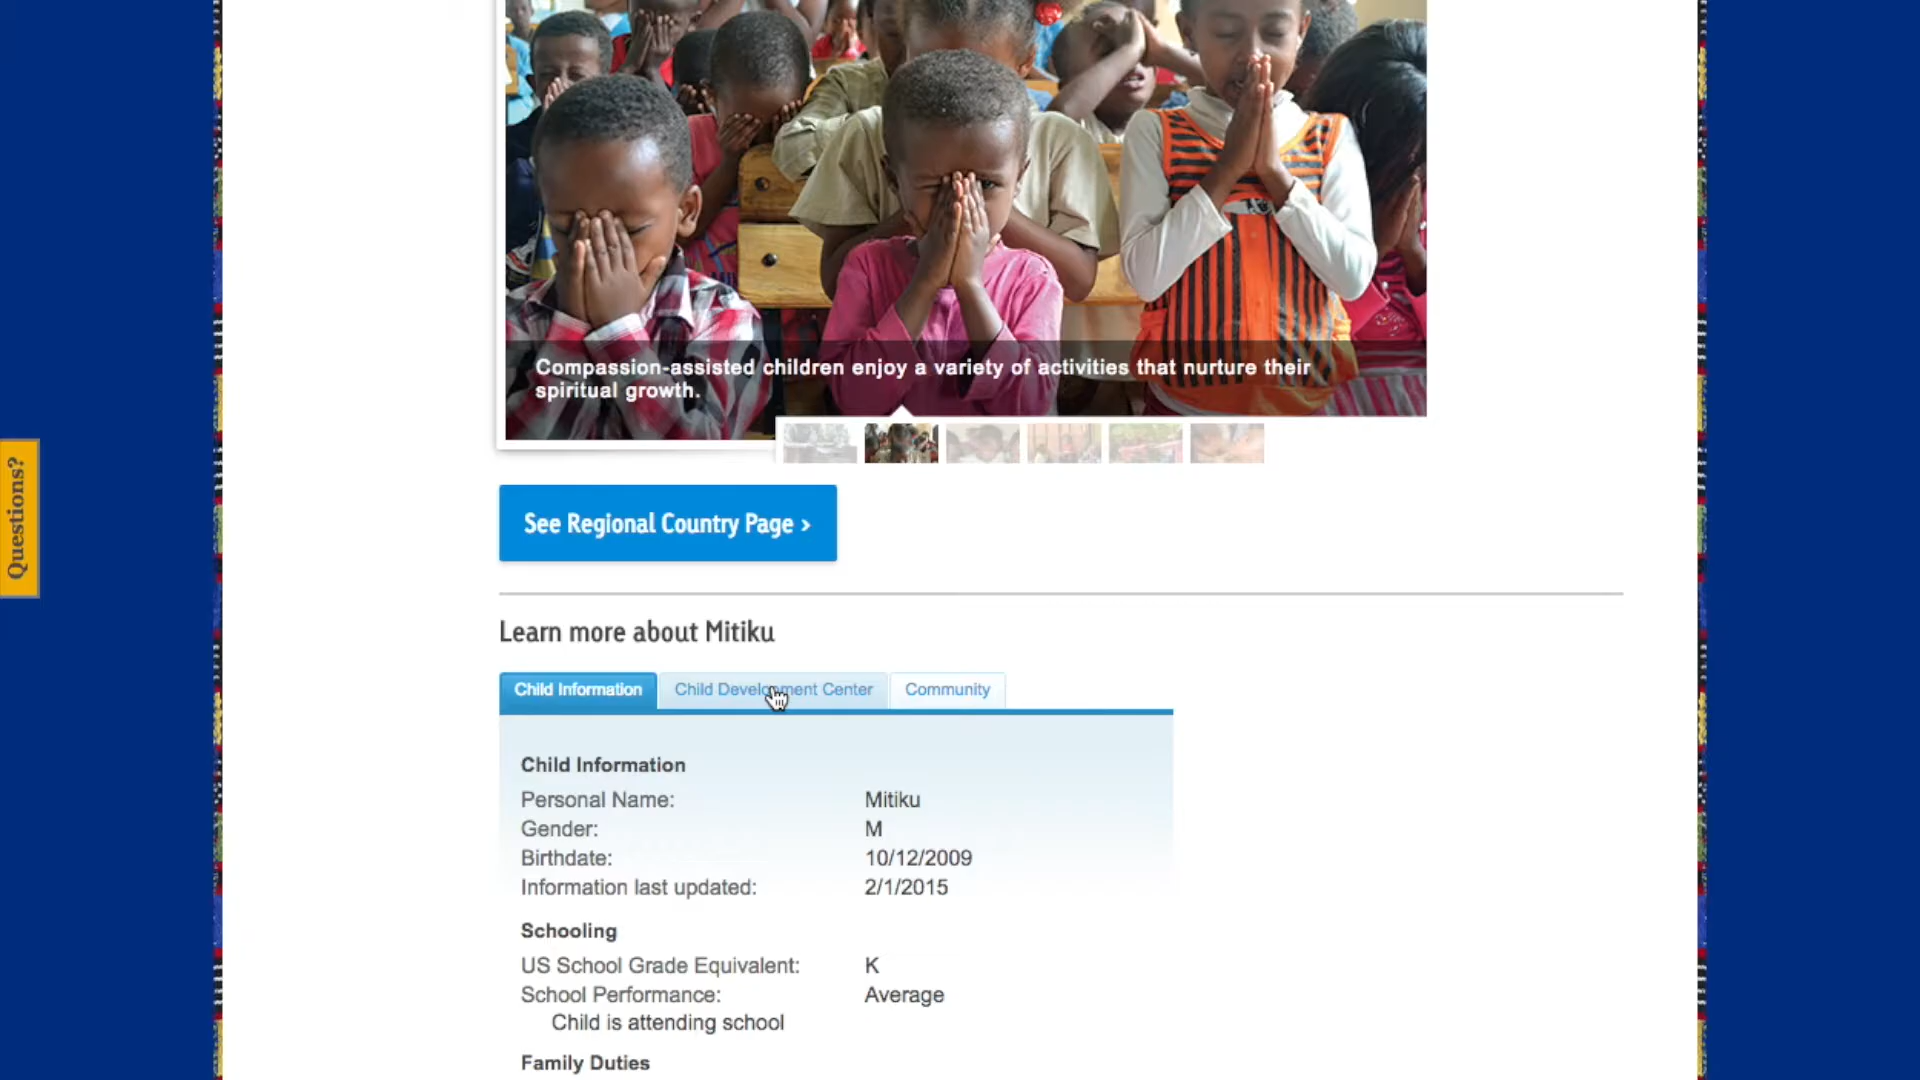 Compassion-assisted children enjoy a variety of activities that nurture their
spiritual growth.
Questions?
See Regional Country Page ›
Learn more about Mitiku
Child Information
Child Development Center
Community
Child Information
Personal Name: Mitiku
Gender: M
Birthdate: 10/12/2009
Information last updated: 2/1/2015
Schooling
US School Grade Equivalent: K
School Performance: Average
Child is attending school
Family Duties